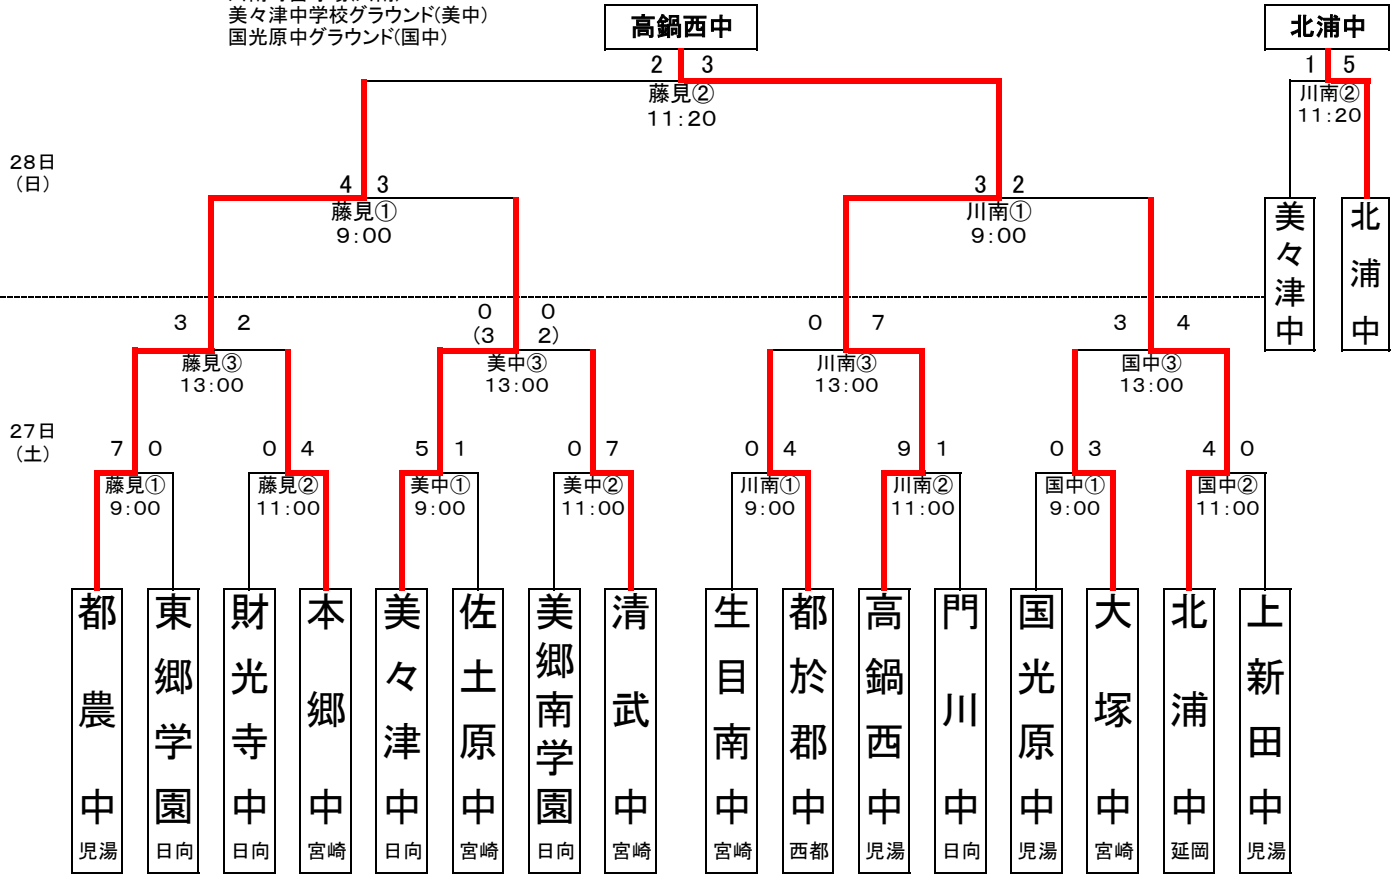 美々津中学校グラウンド(美中)
国光原中グラウンド(国中)
高鍋西中
北浦中
2 3
藤見②
11:20
1 5
川南②
11:20
28日
(日)
4 3
藤見①
9:00
3 2
川南①
9:00
美々津中
北浦中
3 2
藤見③
13:00
0 0
(3 2)
美中③
13:00
0 7
川南③
13:00
3 4
国中③
13:00
27日
(土)
7 0
藤見①
9:00
0 4
藤見②
11:00
5 1
美中①
9:00
0 7
美中②
11:00
0 4
川南①
9:00
9 1
川南②
11:00
0 3
国中①
9:00
4 0
国中②
11:00
都農中
児湯
東郷学園
日向
財光寺中
日向
本郷中
宮崎
美々津中
日向
佐土原中
宮崎
美郷南学園
日向
清武中
宮崎
生目南中
宮崎
都於郡中
西都
高鍋西中
児湯
門川中
日向
国光原中
児湯
大塚中
宮崎
北浦中
延岡
上新田中
児湯